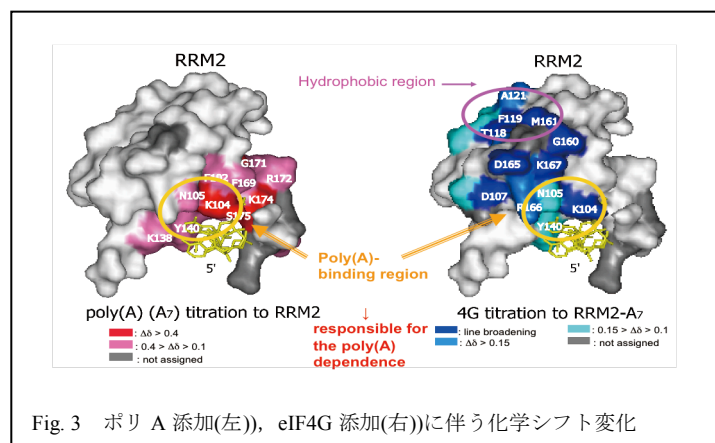 RRM2
RRM2
Hydrophobic region
A121
F119
M161
T118
G160
D165
K167
N105
D107
R166
K104
Y140
5'
G171
F169
R172
N105
K174
K104
S175
Y140
K138
5'
Poly(A)-
binding region
poly(A) (A7) titration to RRM2
: Δδ > 0.4
: 0.4 > Δδ > 0.1
: not assigned
↓
responsible for
the poly(A)
dependence
4G titration to RRM2-A7
: line broadening
: Δδ > 0.15
: 0.15 > Δδ > 0.1
: not assigned
Fig. 3 ポリ A 添加(左)), eIF4G 添加(右))に伴う化学シフト変化